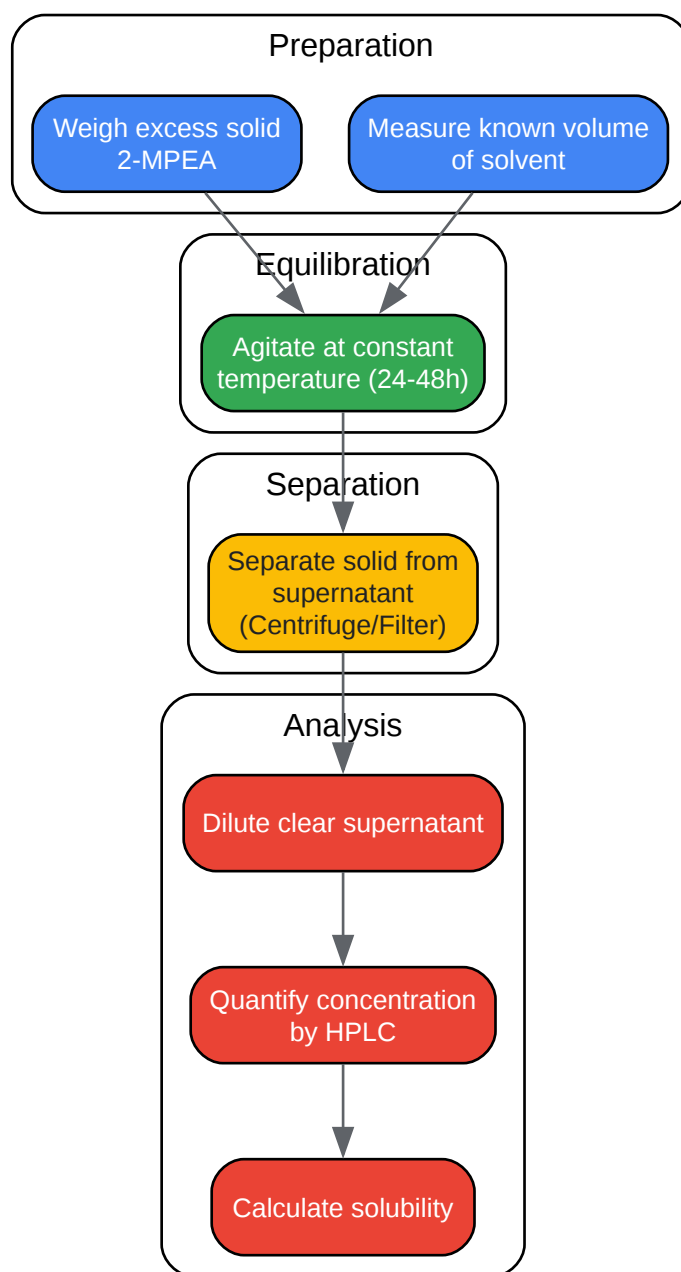 Preparation
Weigh excess solid
2-MPEA
Measure known volume
of solvent
Equilibration
Agitate at constant
temperature (24-48h)
Separation
Separate solid from
supernatant
(Centrifuge/Filter)
Analysis
Dilute clear supernatant
Quantify concentration
by HPLC
Calculate solubility